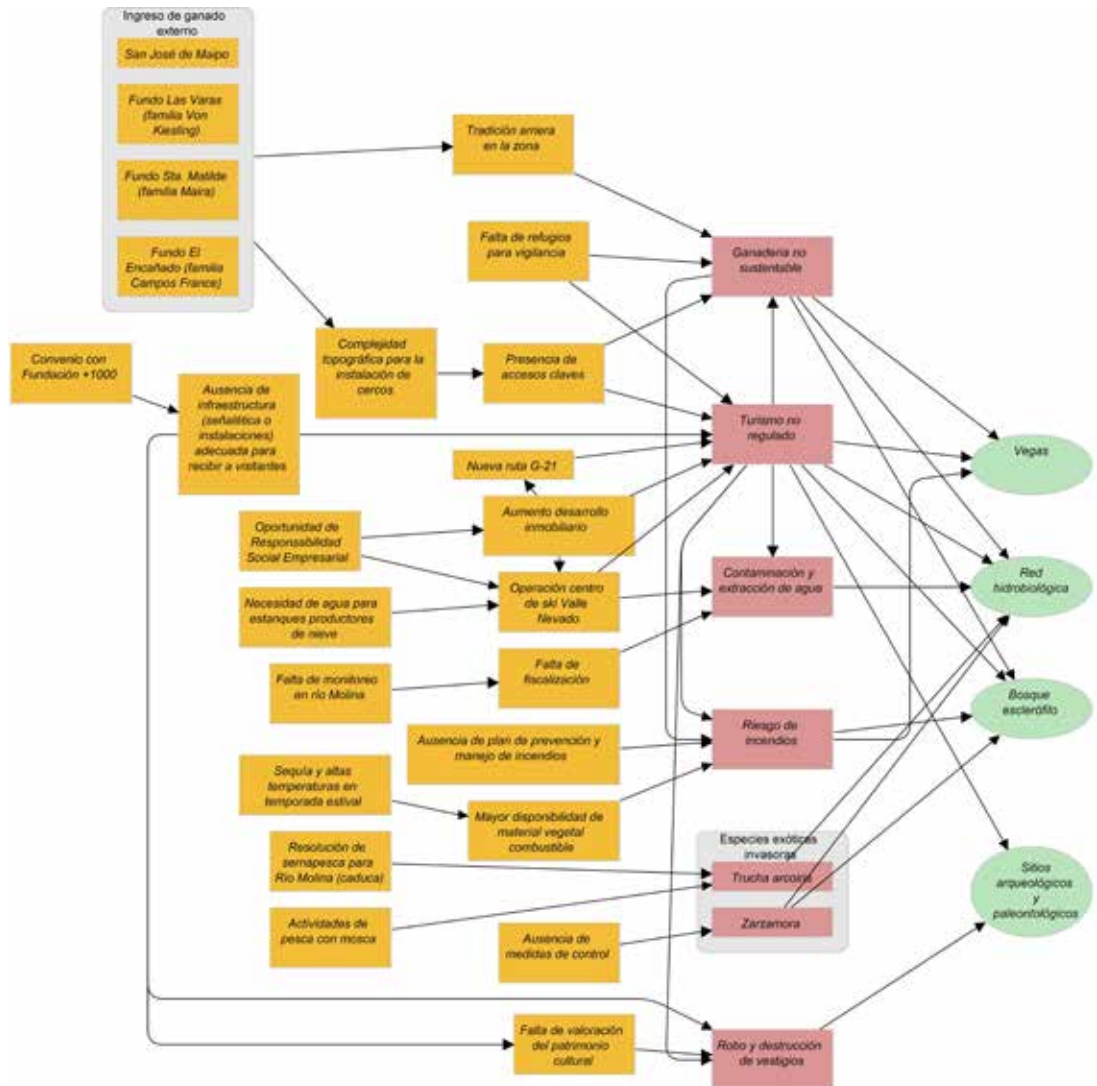 Ingreso de ganado
externo
San José de Maipo
Fundo Las Varas
(familia Von
Kiesling)
Fundo Sta. Matilde
(familia Maira)
Fundo El
Encañado (familia
Campos France)
Tradición arriera
en la zona
Falta de refugios
para vigilancia
Ganaderia no
sustentable
Convenio con
Fundación +1000
Complejidad
topográfica para la
instalación de
cercos
Presencia de
accesos claves
Ausencia de
infraestructura
(señalética o
instalaciones)
adecuada para
recibir a visitantes
Turismo no
regulado
Vegas
Nueva ruta G-21
Aumento desarrollo
inmobiliario
Oportunidad de
Responsabilidad
Social Empresarial
Operación centro
de ski Valle
Nevado
Contaminación y
extracción de agua
Red
hidrobiológica
Necesidad de agua para
estanques productores
de nieve
Falta de monitoreo
en río Molina
Falta de
fiscalización
Bosque
esclerófito
Ausencia de plan de prevención y
manejo de incendios
Riesgo de
incendios
Sequía y altas
temperaturas en
temporada estival
Mayor disponibilidad de
material vegetal
combustible
Especies exóticas
invasoras
Resolución de
sernapesca para
Río Molina (caduca)
Trucha arcoiris
Zarzamora
Actividades de
pesca con mosca
Ausencia de
medidas de control
Sitios
arqueológicos
y
paleontológicos
Falta de valoración
del patrimonio
cultural
Robo y destrucción
de vestigios